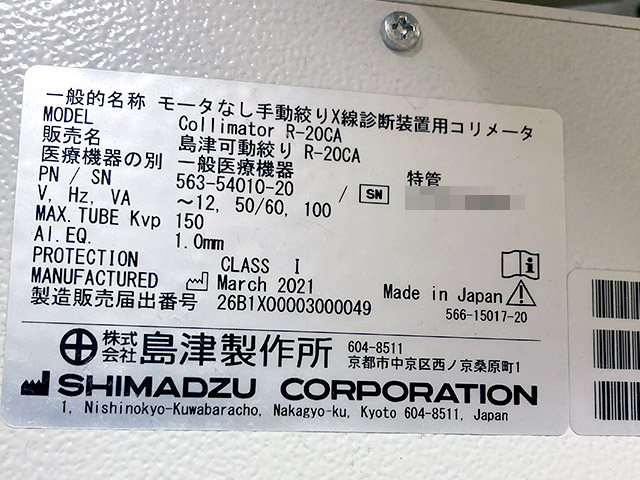 一般的名称 モータなし手動絞りX線診断装置用コリメータ
MODEL Collimator R-20CA
販売名 島津可動絞り R-20CA
医療機器の別 一般医療機器 特管
PN / SN 563-54010-20 / SN
V, Hz, VA ~12, 50/60, 100
MAX. TUBE Kvp 150
Al.EQ. 1.0mm
PROTECTION CLASS I
MANUFACTURED March 2021 Made in Japan
製造販売届出番号 26B1X00003000049 566-15017-20
株式会社 島津製作所 604-8511
京都市中京区西ノ京桑原町1
SHIMADZU CORPORATION
1, Nishinokyo-Kuwabaracho, Nakagyo-ku, Kyoto 604-8511, Japan